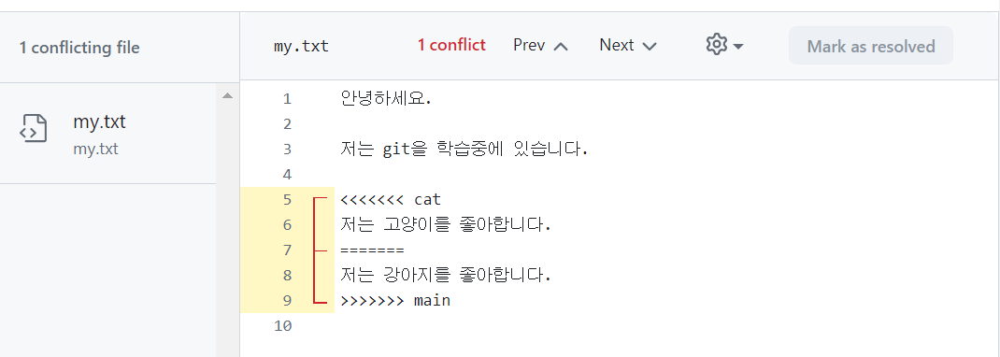 1 conflicting file
my.txt
my.txt
my.txt 1 conflict Prev Next Mark as resolved
1 안녕하세요.
2
3 저는 git을 학습중에 있습니다.
4
5 <<<<<<< cat
6 저는 고양이를 좋아합니다.
7 =======
8 저는 강아지를 좋아합니다.
9 >>>>>>> main
10